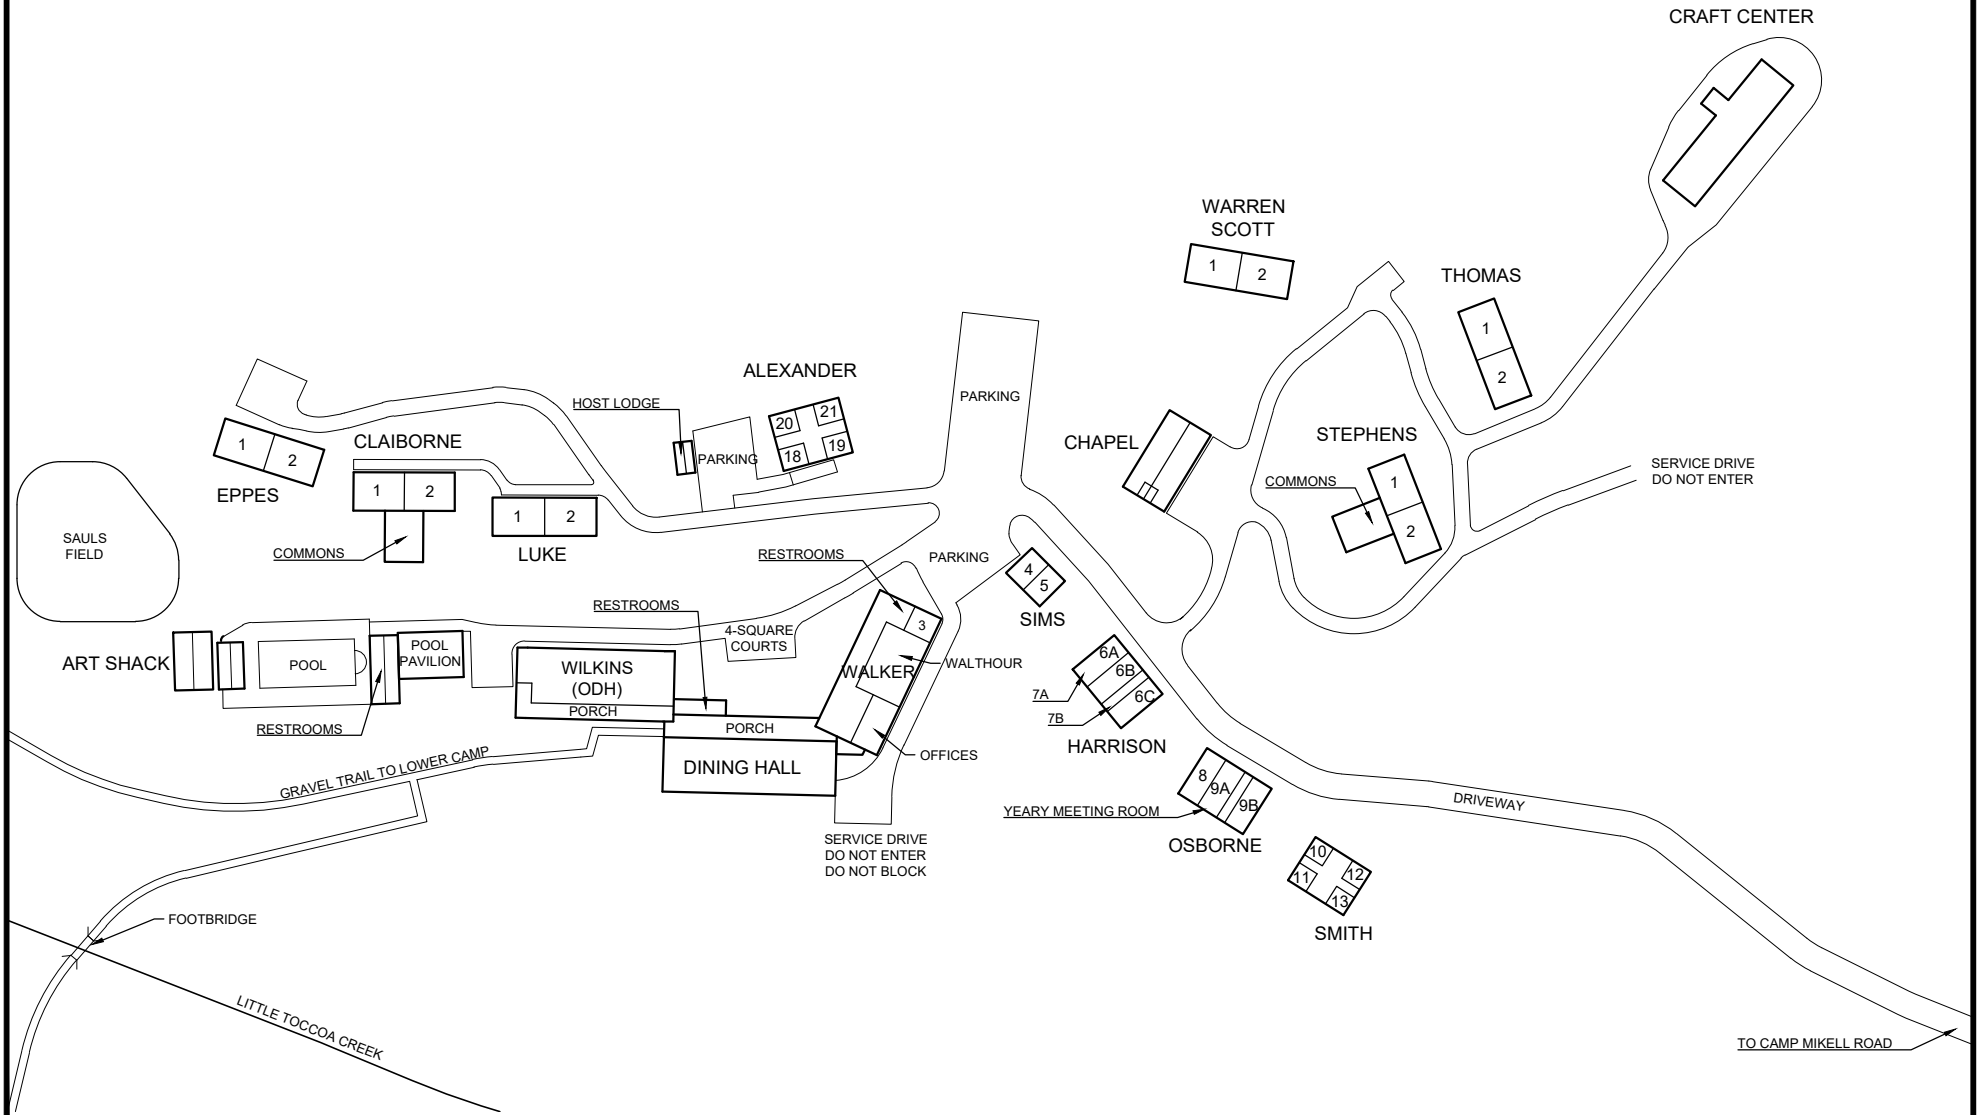 CRAFT CENTER
WARREN
SCOTT
1
2
THOMAS
1
2
ALEXANDER
20
21
18
19
HOST LODGE
PARKING
PARKING
CHAPEL
STEPHENS
COMMONS
1
2
SERVICE DRIVE
DO NOT ENTER
1
2
EPPES
CLAIBORNE
1
2
COMMONS
1
2
LUKE
SAULS
FIELD
RESTROOMS
PARKING
4
5
SIMS
RESTROOMS
4-SQUARE
COURTS
3
WALTHOUR
WALKER
OFFICES
ART SHACK
POOL
POOL
PAVILION
RESTROOMS
WILKINS
(ODH)
PORCH
PORCH
DINING HALL
6A
6B
6C
7A
7B
HARRISON
GRAVEL TRAIL TO LOWER CAMP
8
9A
9B
YEARY MEETING ROOM
OSBORNE
DRIVEWAY
SERVICE DRIVE
DO NOT ENTER
DO NOT BLOCK
10
11
12
13
SMITH
FOOTBRIDGE
LITTLE TOCCOA CREEK
TO CAMP MIKELL ROAD